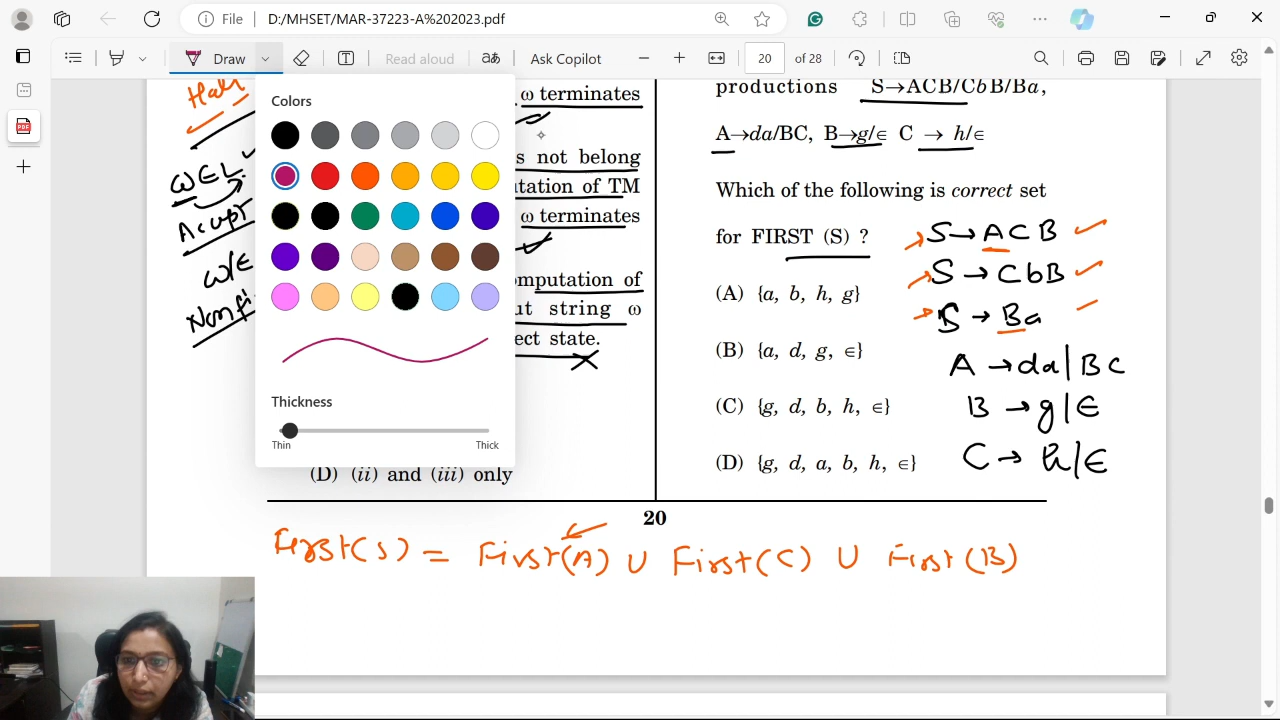 File D:/MHSET/MAR-37223-A%202023.pdf
Draw Read aloud Ask Copilot 20 of 28
Colors
Thickness
Thin Thick
ω terminates
s not belong
tation of TM
ω terminates
mputation of
ut string ω
ect state.
(D) (ii) and (iii) only
ω∈L
Accept
productions S→ACB/CbB/Ba,
A→da/BC, B→g/∈ C → h/∈
Which of the following is correct set
for FIRST (S) ?
(A) {a, b, h, g}
(B) {a, d, g, ∈}
(C) {g, d, b, h, ∈}
(D) {g, d, a, b, h, ∈}
S→ ACB
S → CbB
S → Ba
A → da|BC
B → g|∈
C → h|∈
20
First(S) = First(A) ∪ First(C) ∪ First(B)